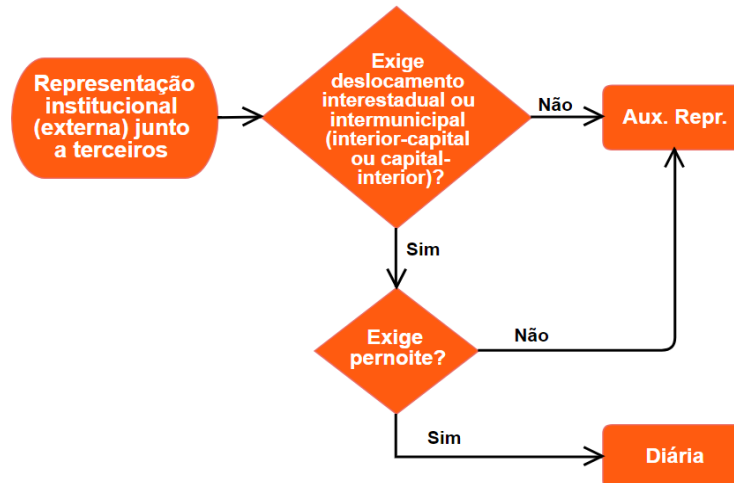 Representação
institucional
(externa) junto
a terceiros
Exige
deslocamento
interestadual ou
intermunicipal
(interior-capital
ou capital-
interior)?
Não
Aux. Repr.
Sim
Exige
pernoite?
Não
Sim
Diária